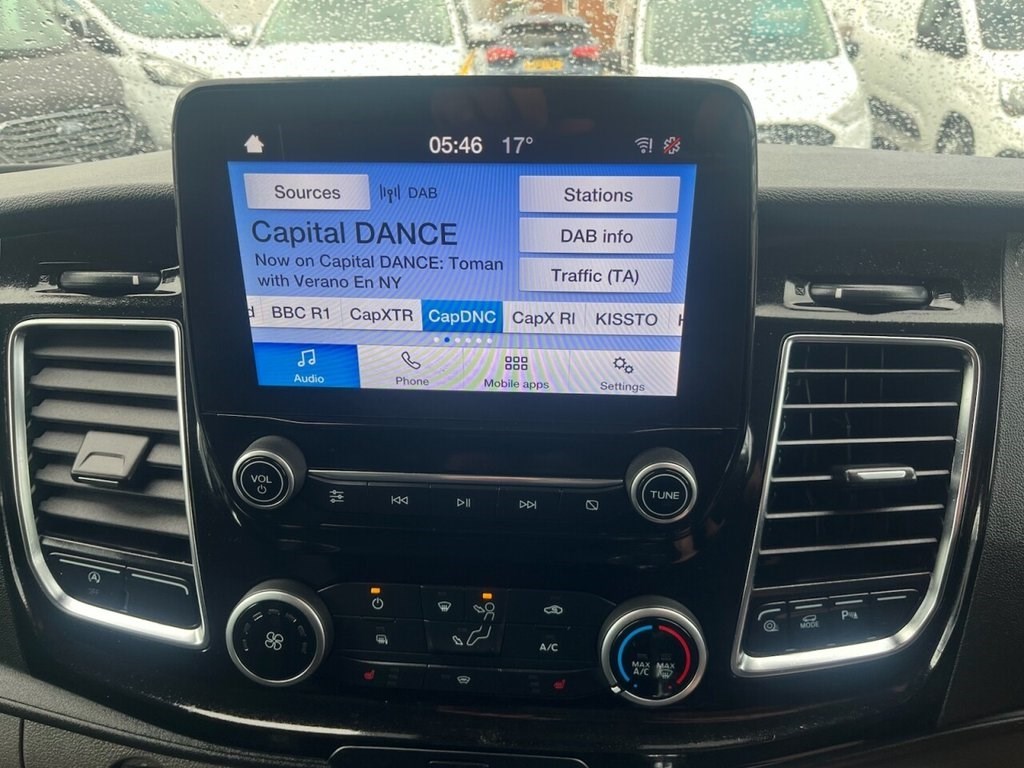 05:46 17°
Sources DAB Stations
Capital DANCE
DAB info
Now on Capital DANCE: Toman
with Verano En NY
Traffic (TA)
d BBC R1 CapXTR CapDNC CapX RI KISSTO
Audio Phone Mobile apps Settings
VOL
TUNE
A/C
MAX A/C MAX
MODE
P